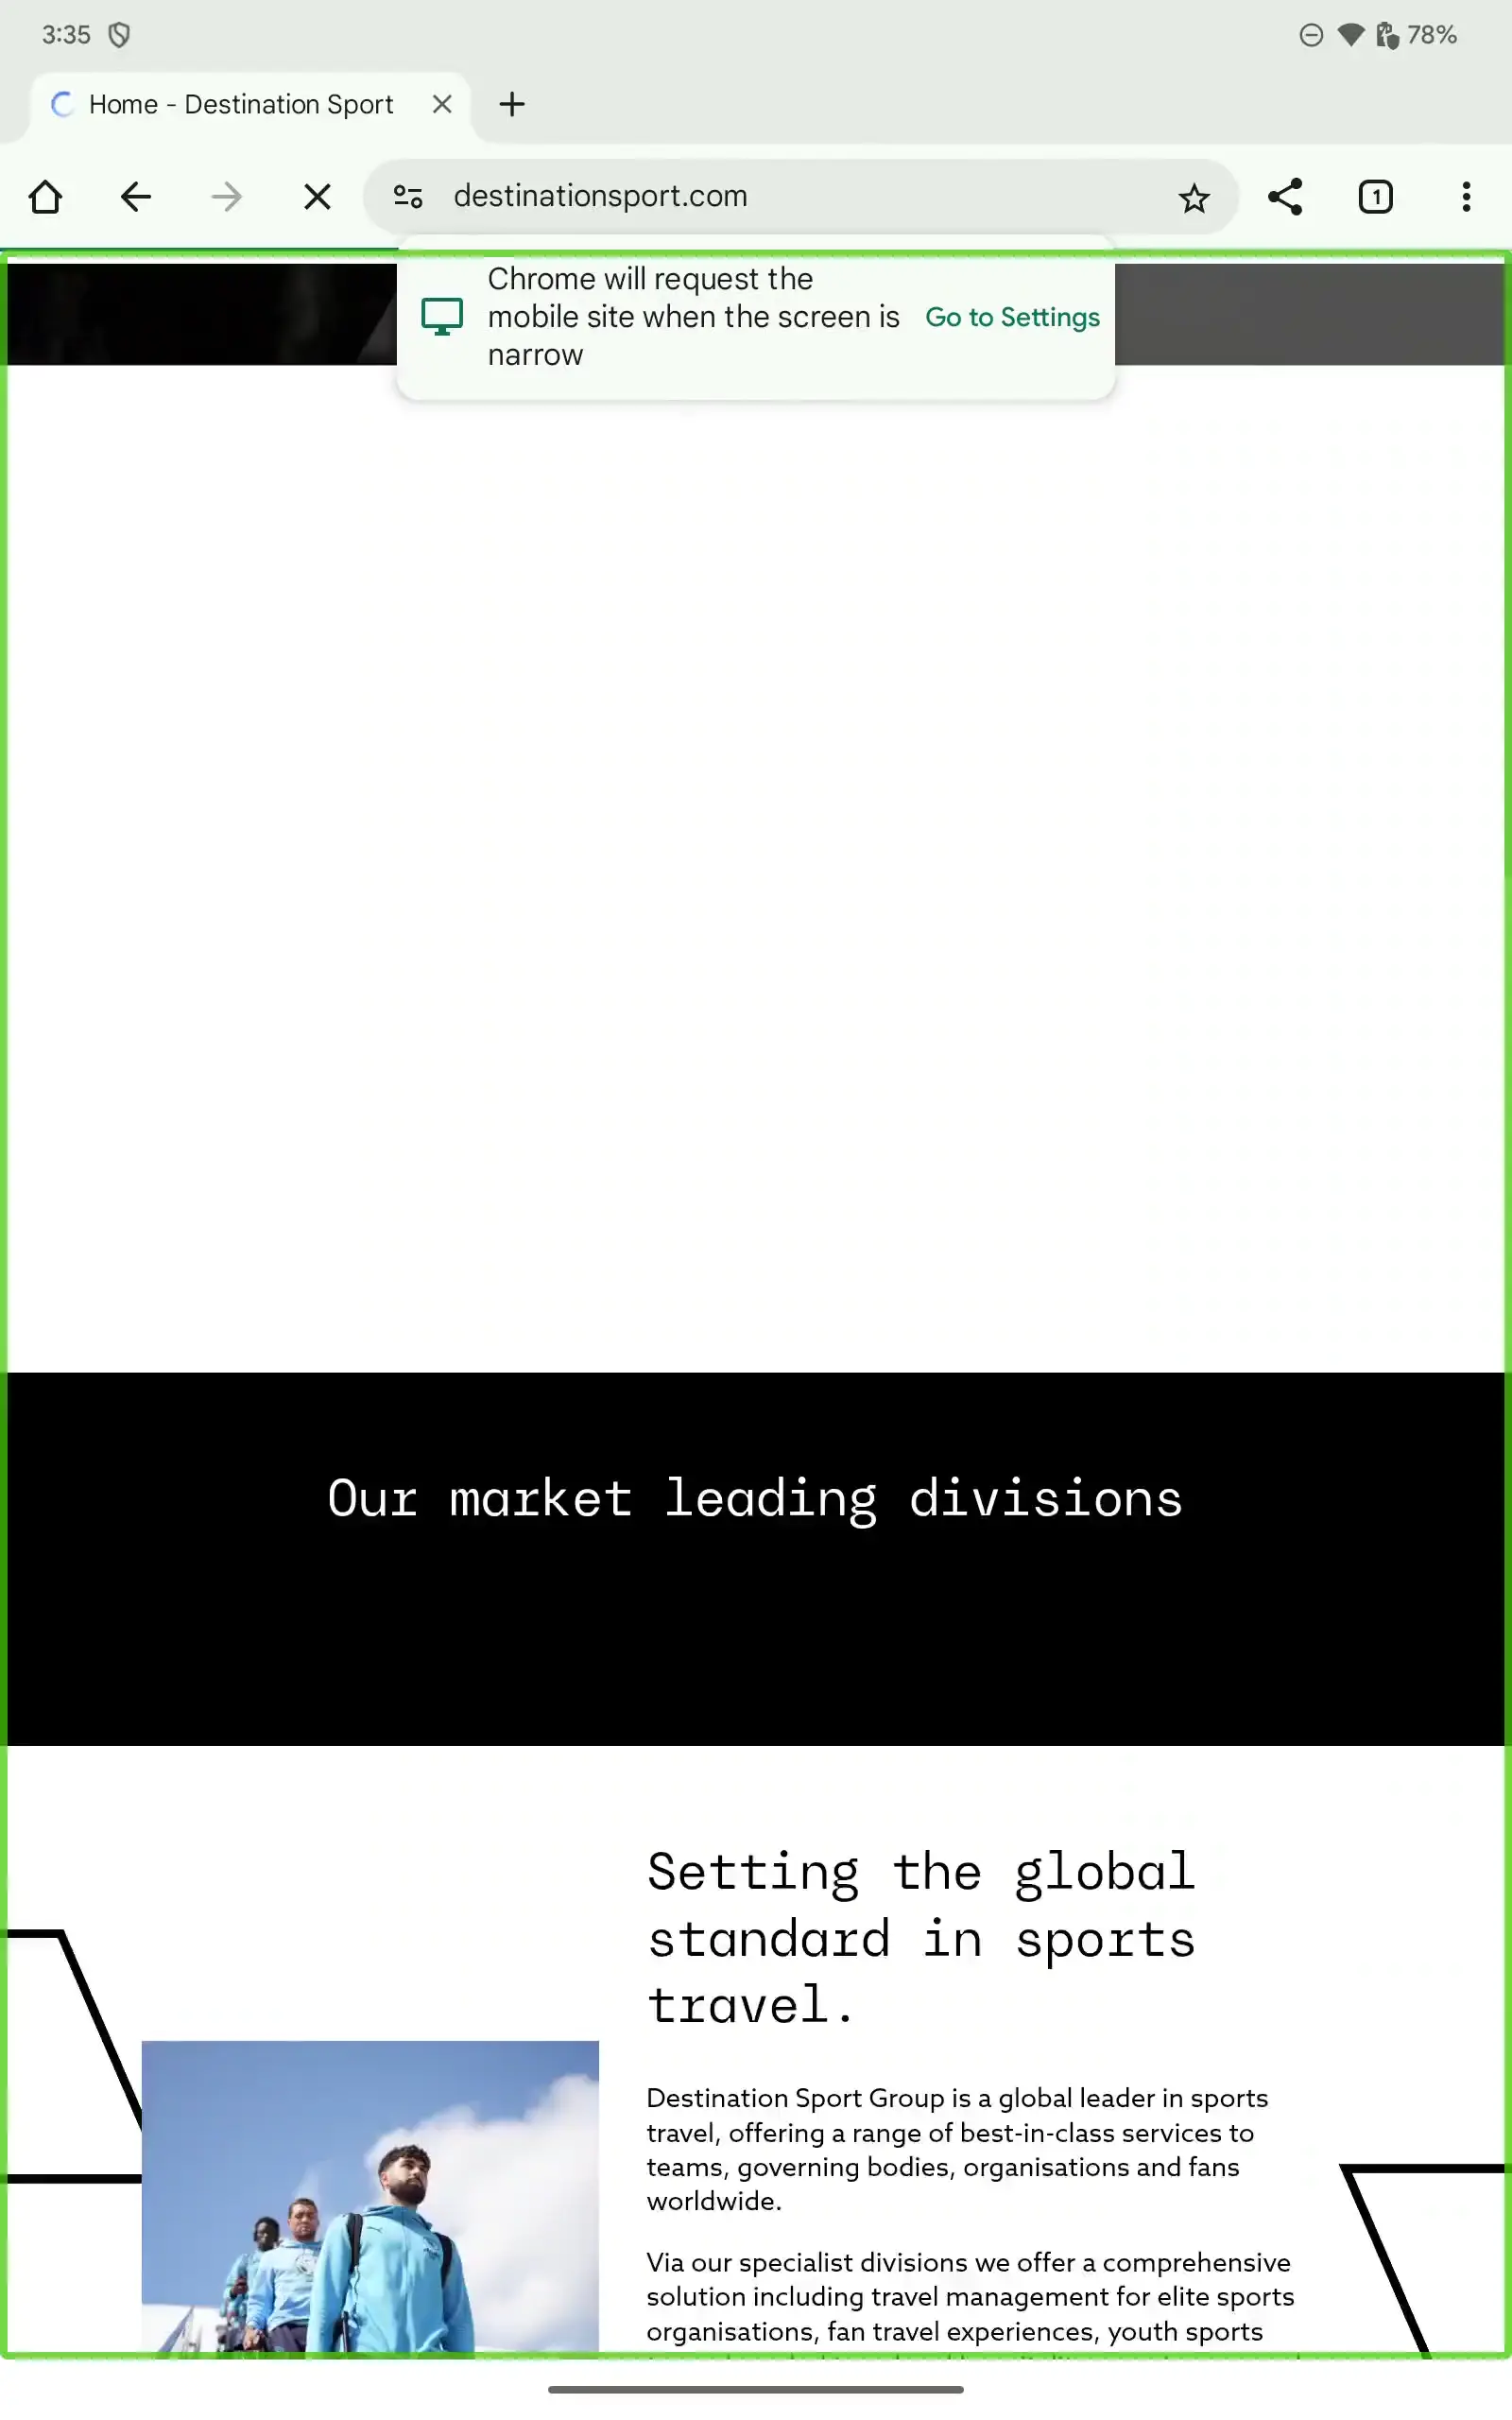 3:35
78%
Home - Destination Sport
destinationsport.com
1
Chrome will request the
mobile site when the screen is
narrow
Go to Settings
Our market leading divisions
Setting the global
standard in sports
travel.
Destination Sport Group is a global leader in sports
travel, offering a range of best-in-class services to
teams, governing bodies, organisations and fans
worldwide.
Via our specialist divisions we offer a comprehensive
solution including travel management for elite sports
organisations, fan travel experiences, youth sports